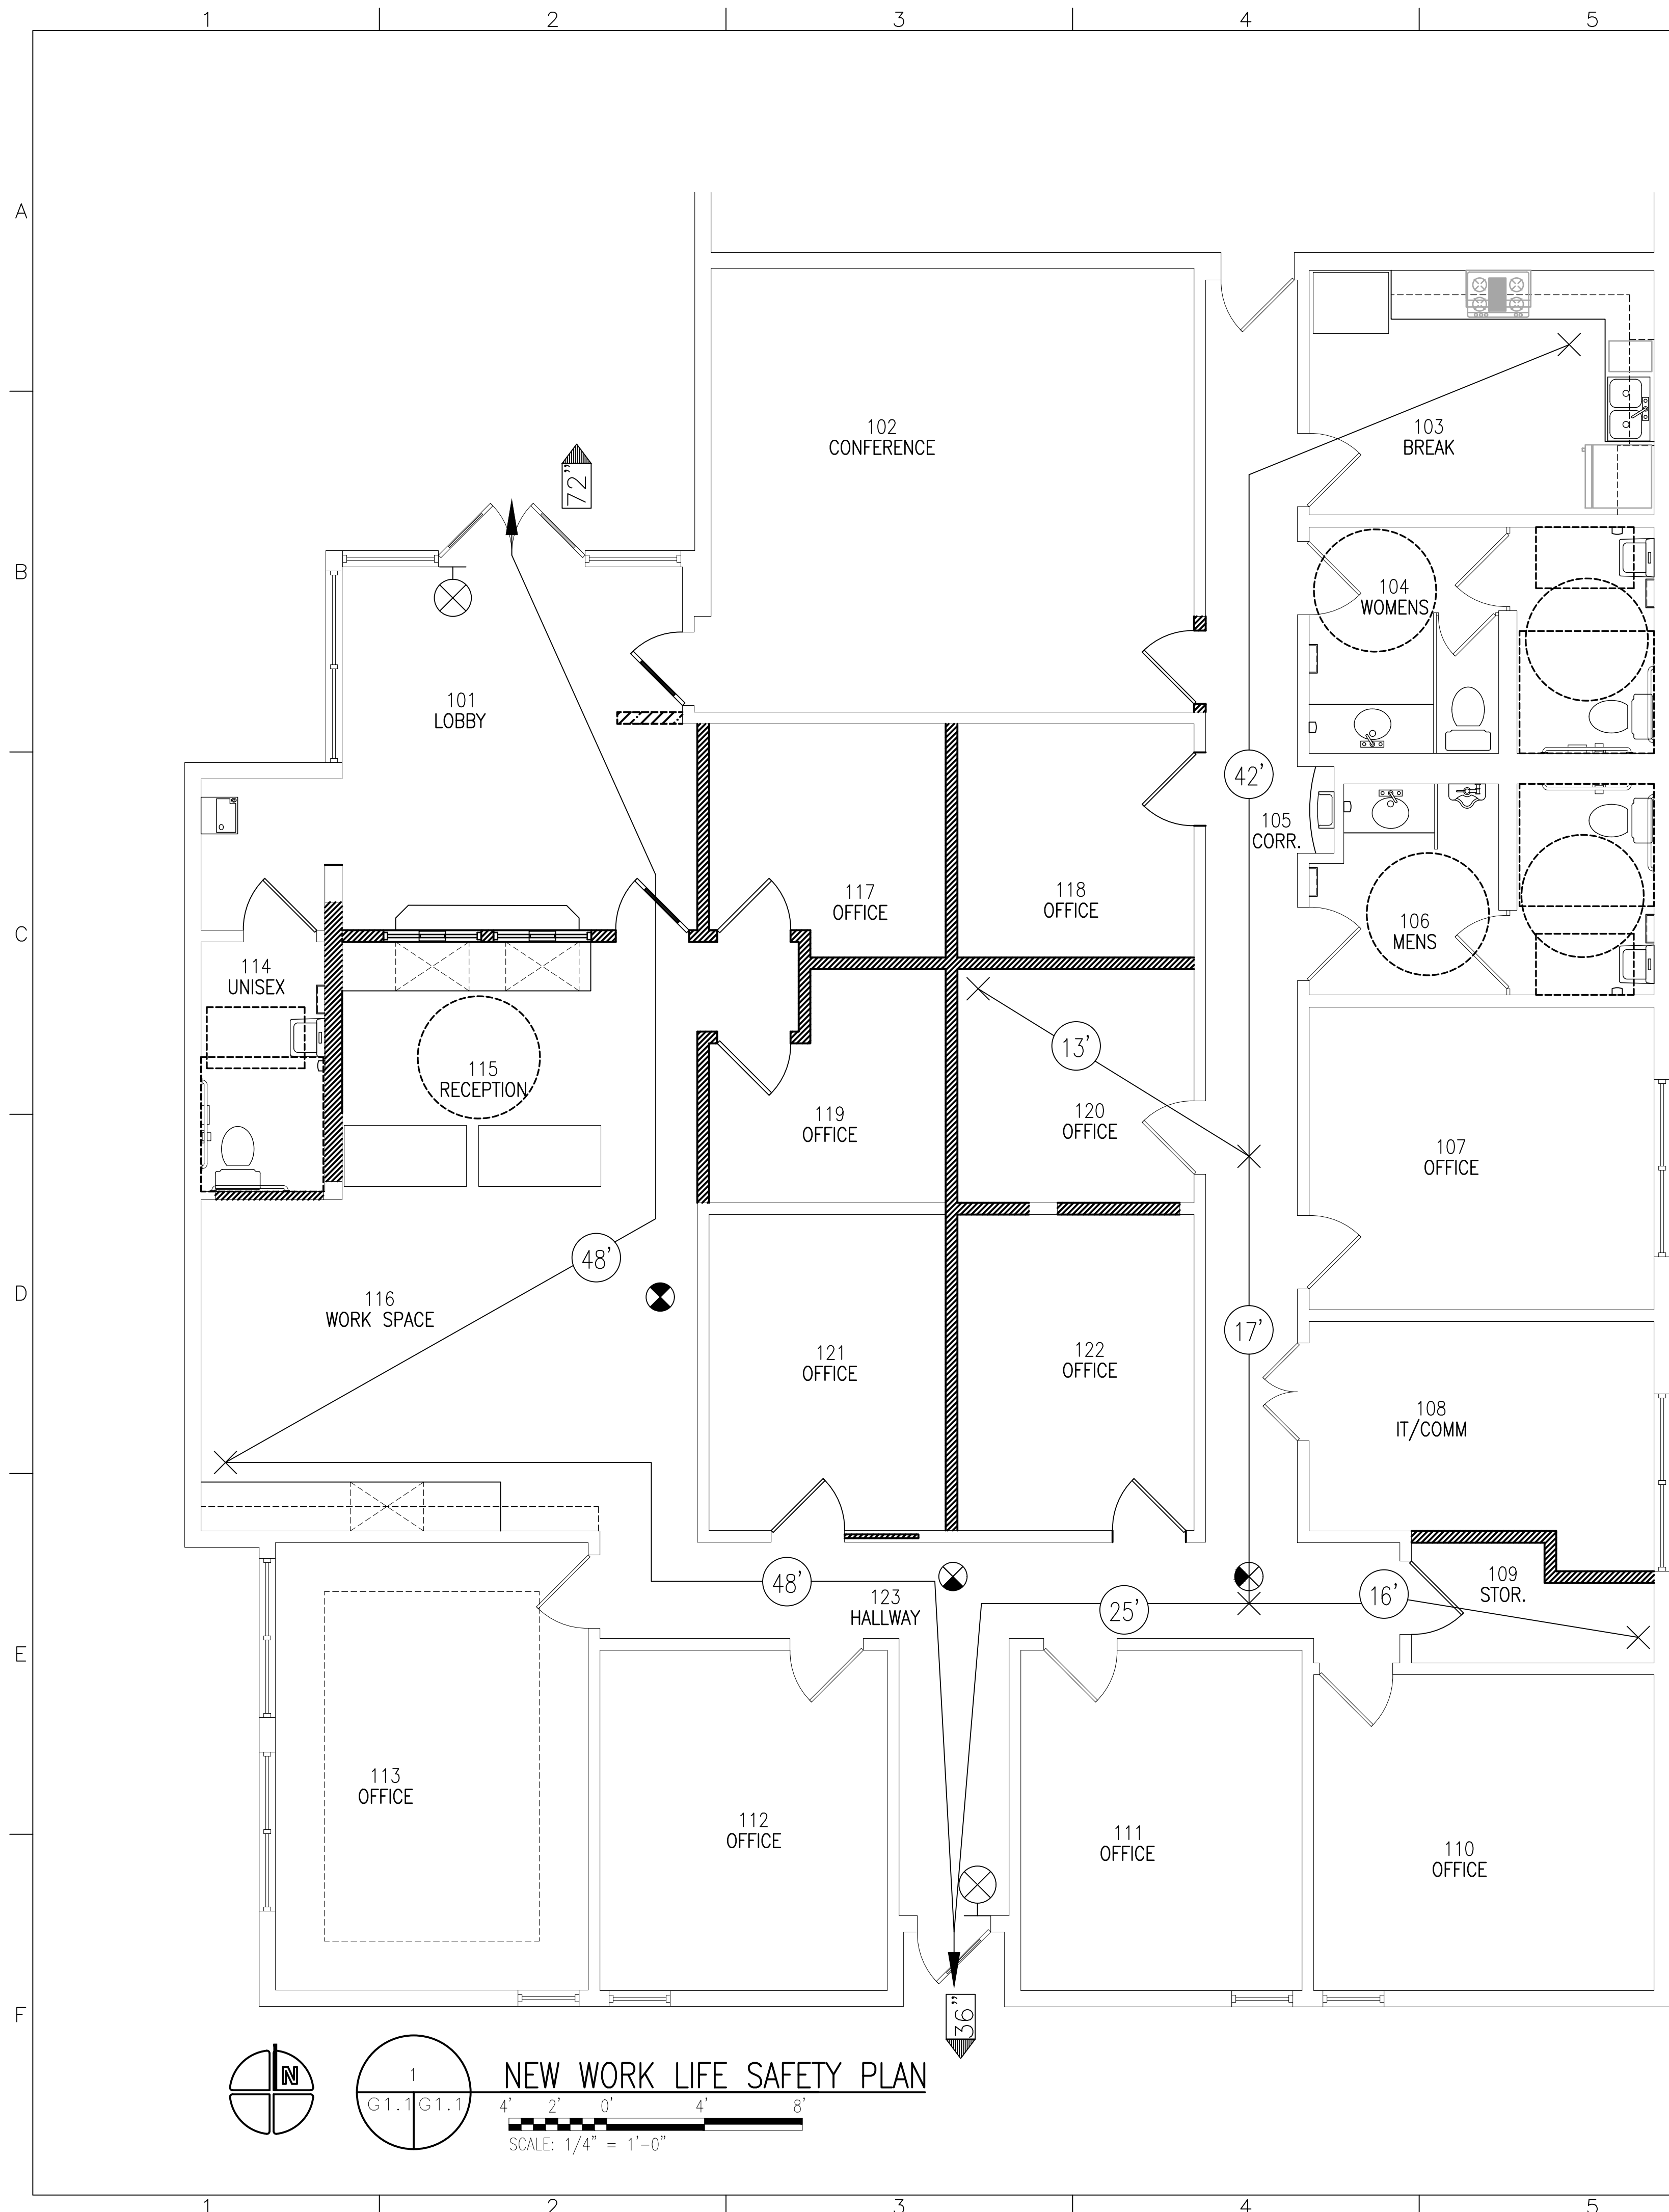 1 2 3 4 5
A
B
C
D
E
F
102
CONFERENCE
103
BREAK
72"
104
WOMENS
101
LOBBY
42'
105
CORR.
117
OFFICE
118
OFFICE
106
MENS
114
UNISEX
13'
115
RECEPTION
119
OFFICE
120
OFFICE
107
OFFICE
48'
116
WORK SPACE
17'
121
OFFICE
122
OFFICE
108
IT/COMM
48'
123
HALLWAY
25'
16'
109
STOR.
113
OFFICE
112
OFFICE
111
OFFICE
110
OFFICE
36"
N
1
G1.1 G1.1
NEW WORK LIFE SAFETY PLAN
4' 2' 0' 4' 8'
SCALE: 1/4" = 1'-0"
1 2 3 4 5